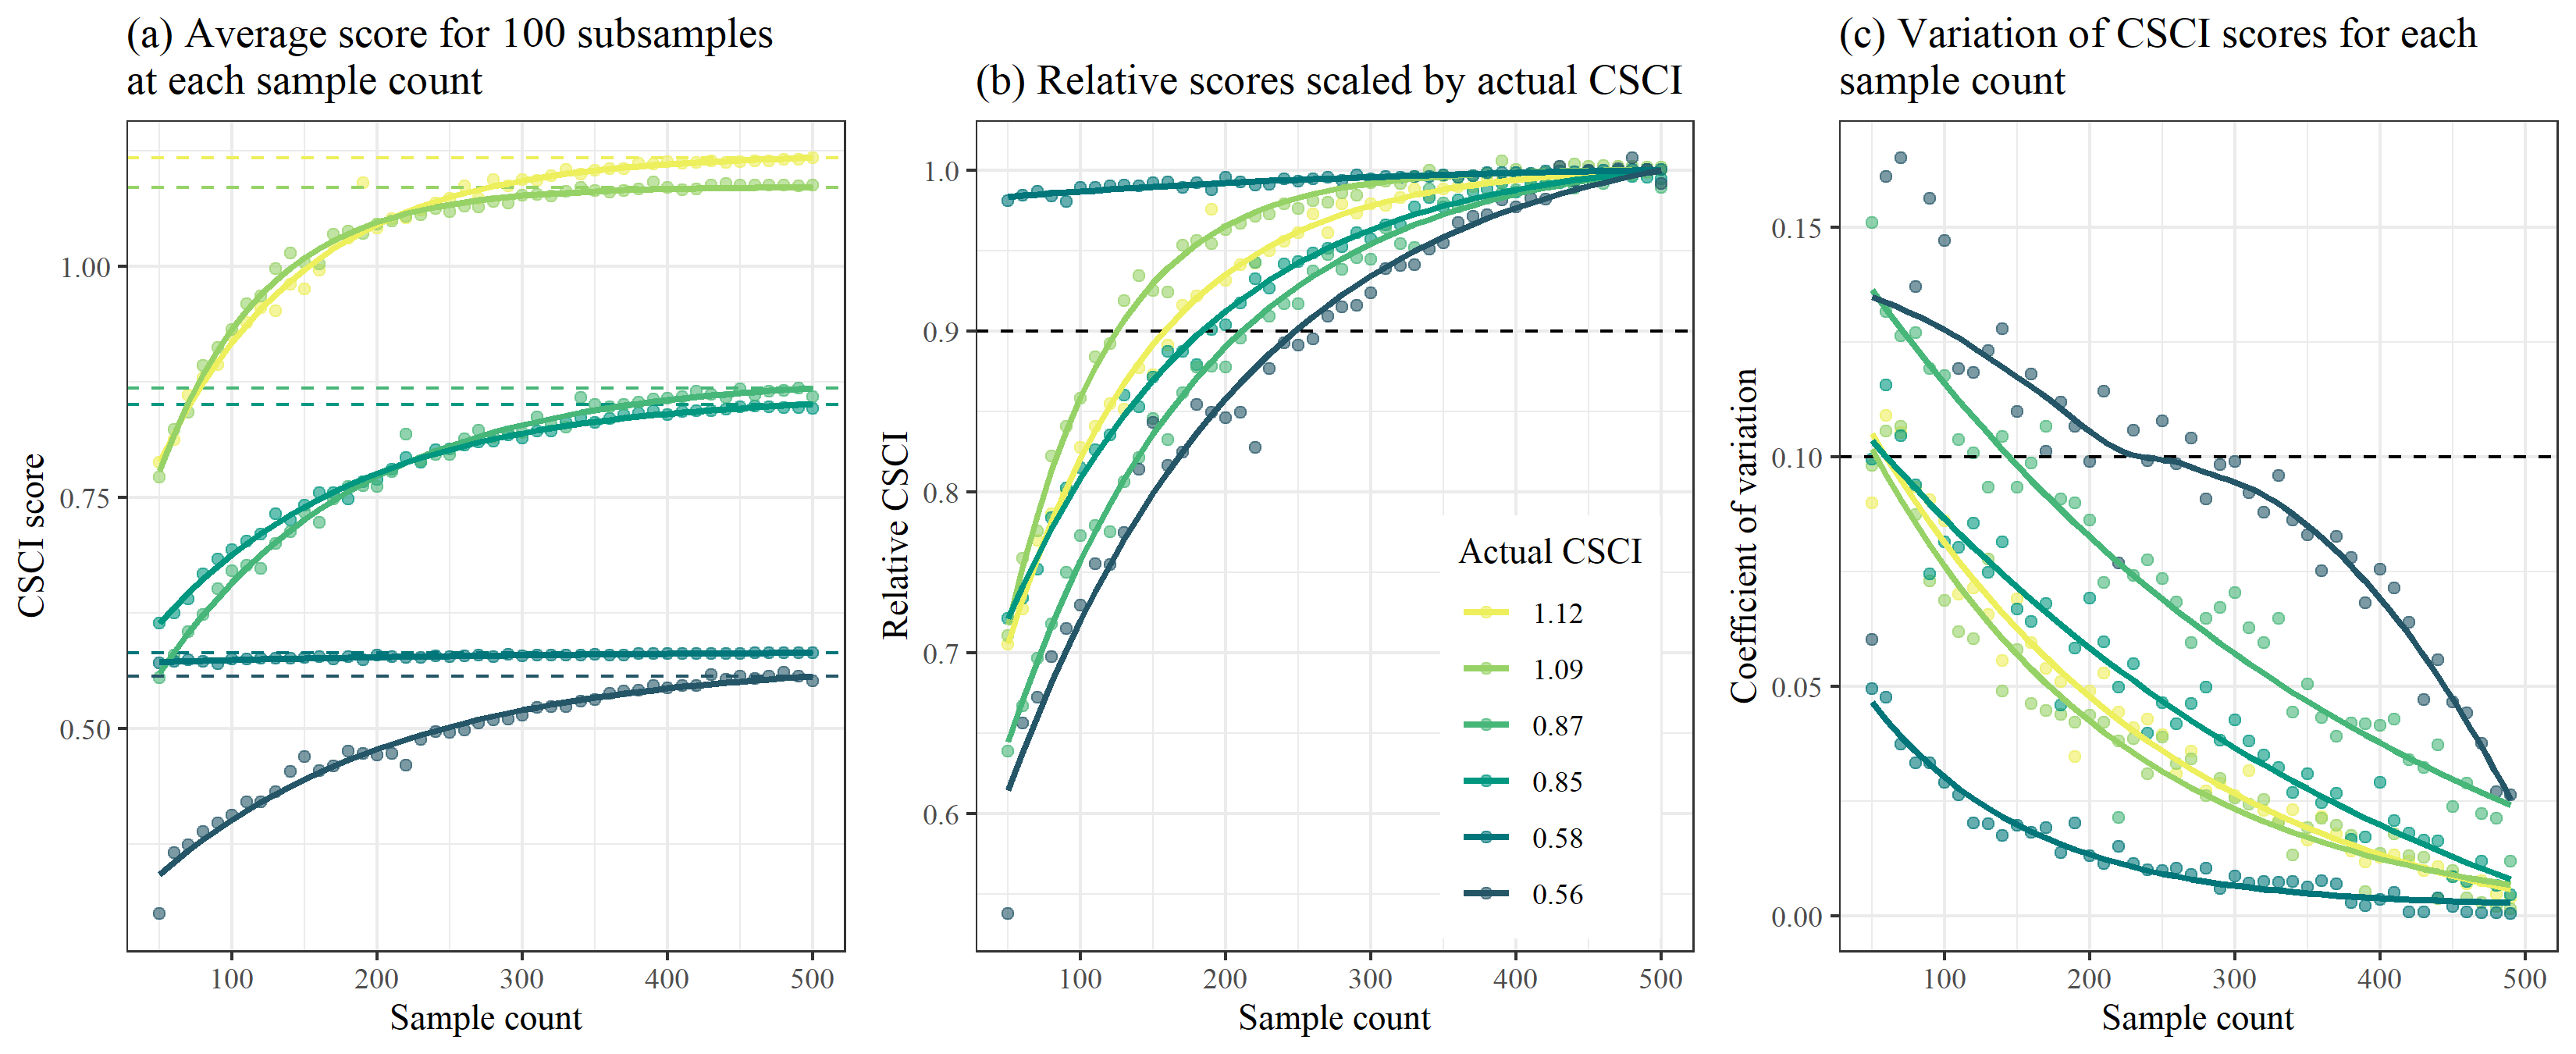 (a) Average score for 100 subsamples
at each sample count
CSCI score
1.00
0.75
0.50
100 200 300 400 500
Sample count
(b) Relative scores scaled by actual CSCI
Relative CSCI
1.0
0.9
0.8
0.7
0.6
Actual CSCI
1.12
1.09
0.87
0.85
0.58
0.56
100 200 300 400 500
Sample count
(c) Variation of CSCI scores for each
sample count
Coefficient of variation
0.15
0.10
0.05
0.00
100 200 300 400 500
Sample count